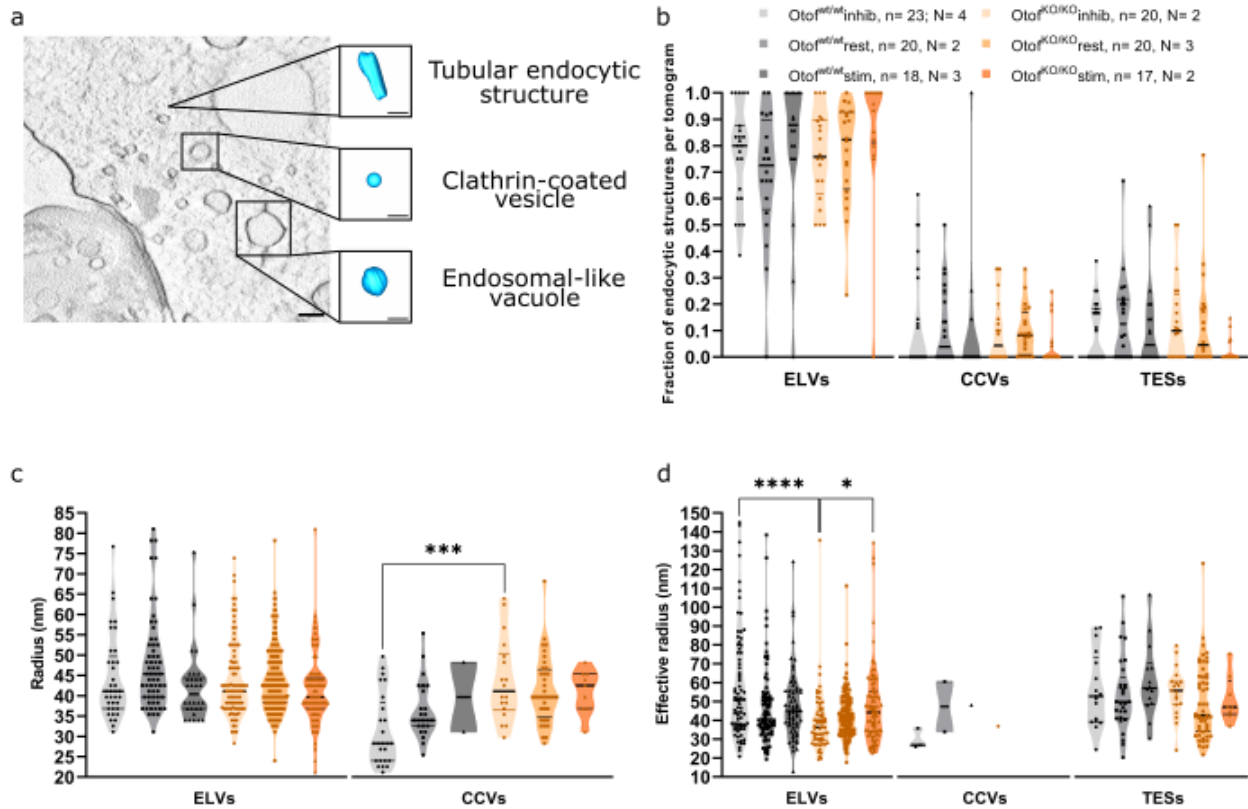 a
Tubular endocytic
structure
Clathrin-coated
vesicle
Endosomal-like
vacuole
b
Otof^wt/wt inhib, n= 23; N= 4
Otof^wt/wt rest, n= 20, N= 2
Otof^wt/wt stim, n= 18, N= 3
Otof^KO/KO inhib, n= 20, N= 2
Otof^KO/KO rest, n= 20, N= 3
Otof^KO/KO stim, n= 17, N= 2
Fraction of endocytic structures per tomogram
1.0
0.9
0.8
0.7
0.6
0.5
0.4
0.3
0.2
0.1
0.0
ELVs CCVs TESs
c
Radius (nm)
85
80
75
70
65
60
55
50
45
40
35
30
25
20
***
ELVs CCVs
d
Effective radius (nm)
150
140
130
120
110
100
90
80
70
60
50
40
30
20
10
**** *
ELVs CCVs TESs